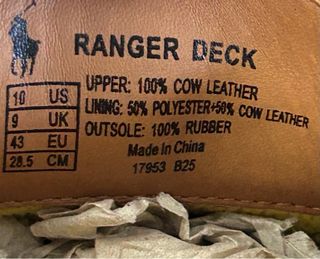 RANGER DECK
10 US
9 UK
43 EU
28.5 CM
UPPER: 100% COW LEATHER
LINING: 50% POLYESTER+50% COW LEATHER
OUTSOLE: 100% RUBBER
Made In China
17953 B25